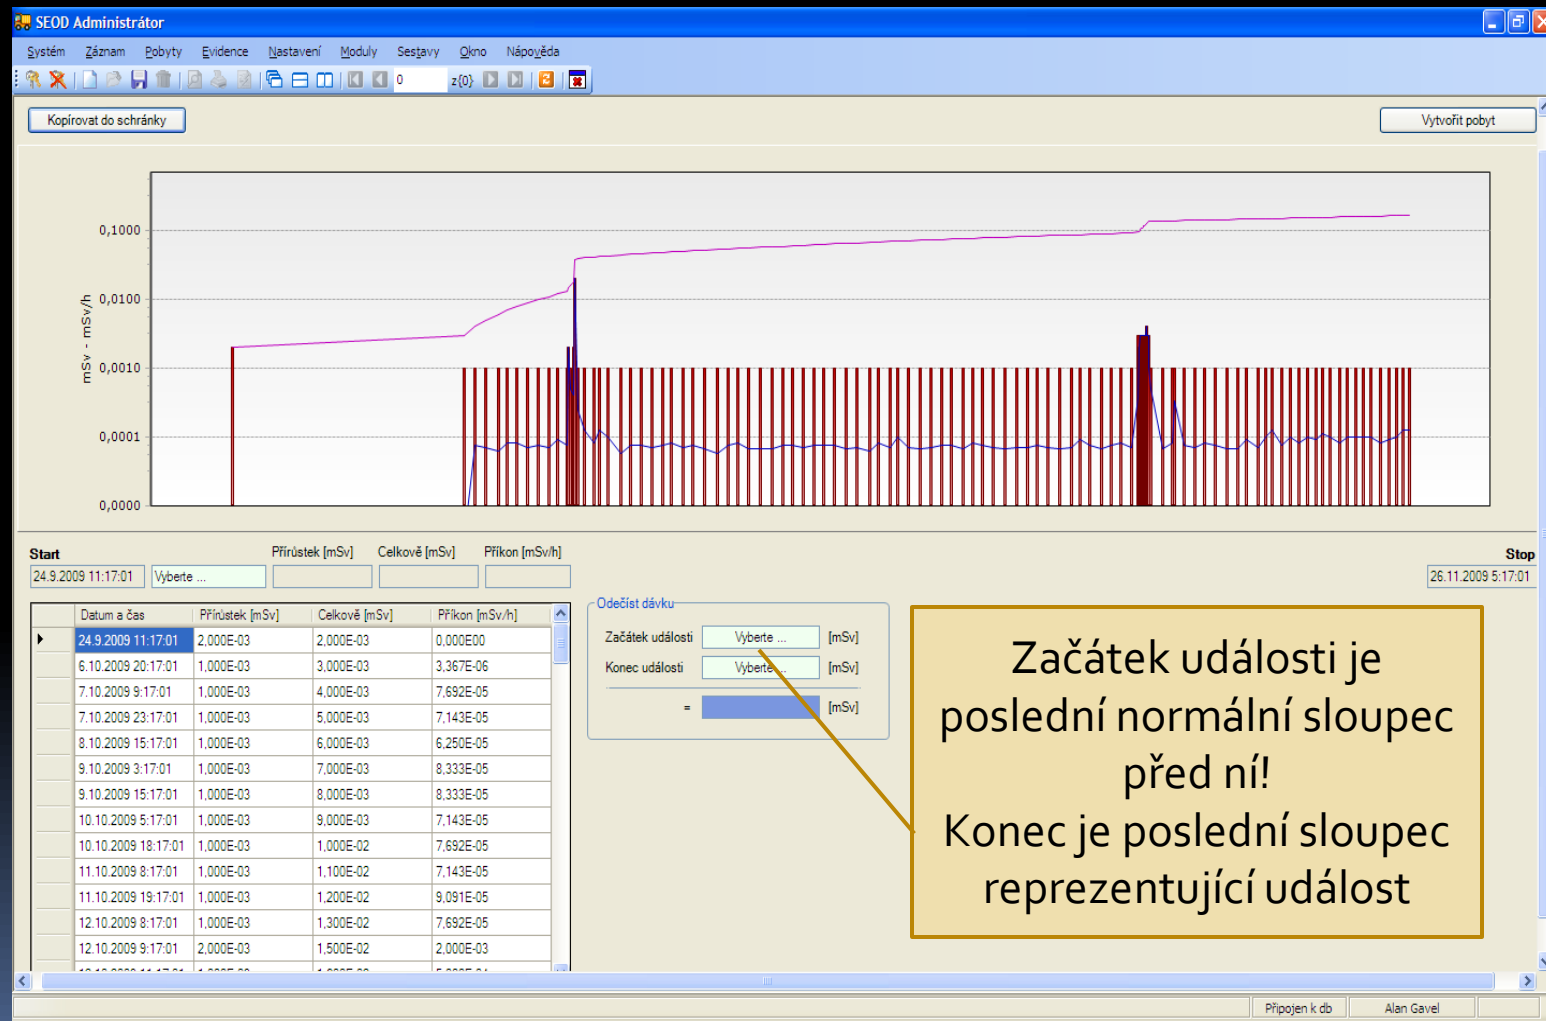 SEOD Administrátor
Systém Záznam Pobyty Evidence Nastavení Moduly Sestavy Okno Nápověda
0 z{0}
Kopírovat do schránky Vytvořit pobyt
0,1000
0,0100
0,0010
0,0001
0,0000
mSv - mSv/h
Start Přírůstek [mSv] Celkově [mSv] Příkon [mSv/h] Stop
24.9.2009 11:17:01 Vyberte ... 26.11.2009 5:17:01
Datum a čas Přírůstek [mSv] Celkově [mSv] Příkon [mSv/h]
24.9.2009 11:17:01 2,000E-03 2,000E-03 0,000E00
6.10.2009 20:17:01 1,000E-03 3,000E-03 3,367E-06
7.10.2009 9:17:01 1,000E-03 4,000E-03 7,692E-05
7.10.2009 23:17:01 1,000E-03 5,000E-03 7,143E-05
8.10.2009 15:17:01 1,000E-03 6,000E-03 6,250E-05
9.10.2009 3:17:01 1,000E-03 7,000E-03 8,333E-05
9.10.2009 15:17:01 1,000E-03 8,000E-03 8,333E-05
10.10.2009 5:17:01 1,000E-03 9,000E-03 7,143E-05
10.10.2009 18:17:01 1,000E-03 1,000E-02 7,692E-05
11.10.2009 8:17:01 1,000E-03 1,100E-02 7,143E-05
11.10.2009 19:17:01 1,000E-03 1,200E-02 9,091E-05
12.10.2009 8:17:01 1,000E-03 1,300E-02 7,692E-05
12.10.2009 9:17:01 2,000E-03 1,500E-02 2,000E-03
Odečíst dávku
Začátek události Vyberte ... [mSv]
Konec události Vyberte ... [mSv]
= [mSv]
Začátek události je
poslední normální sloupec
před ní!
Konec je poslední sloupec
reprezentující událost
Připojen k db Alan Gavel